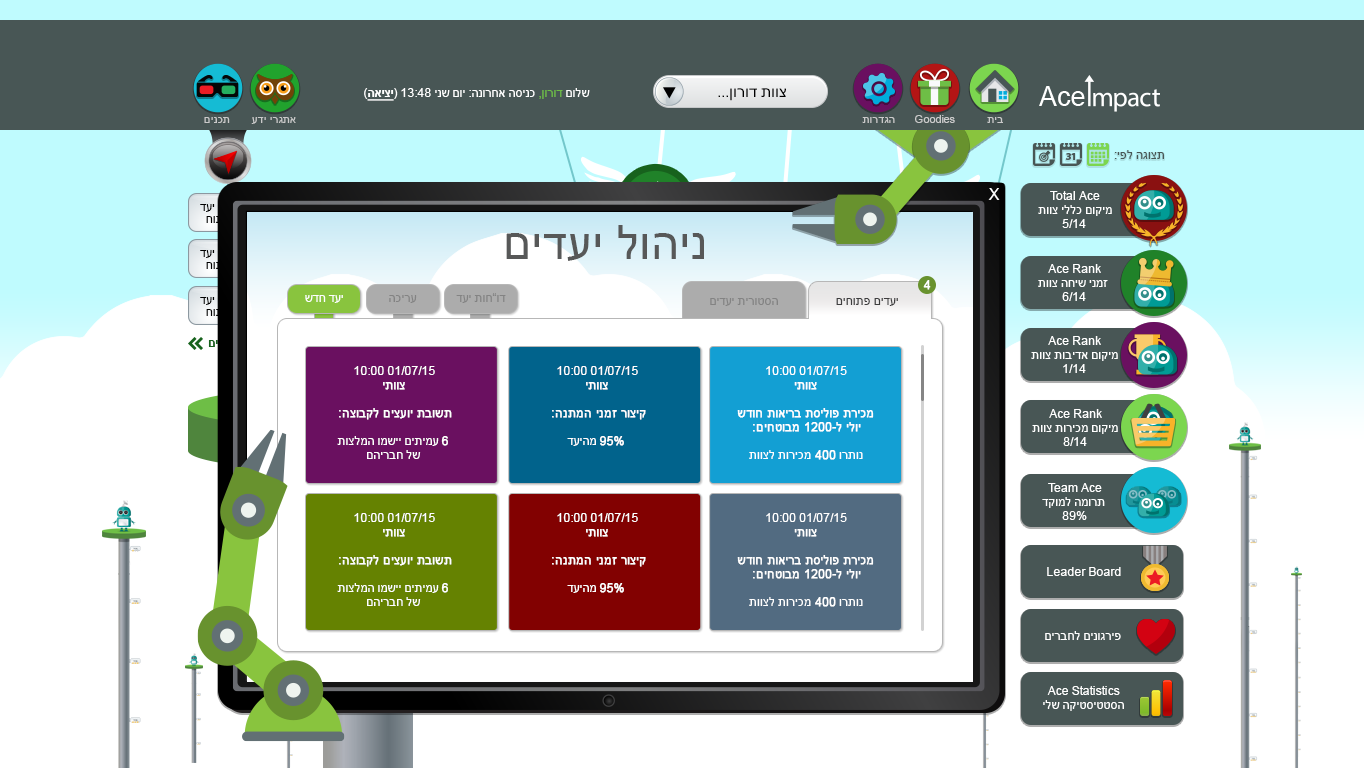 AceImpact
בית
Goodies
הגדרות
צוות דורון...
שלום דורון, כניסה אחרונה: יום שני 13:48 (יציאה)
אתגרי ידע
תכנים
תצוגה לפי:
31
Total Ace
מיקום כללי צוות
5/14
Ace Rank
זמני שיחה צוות
6/14
Ace Rank
מיקום אדיבות צוות
1/14
Ace Rank
מיקום מכירות צוות
8/14
Team Ace
תרומה למוקד
89%
Leader Board
פירגונים לחברים
Ace Statistics
הסטטיסטיקה שלי
X
ניהול יעדים
4
יעדים פתוחים
הסטורית יעדים
דו"חות יעד
עריכה
יעד חדש
10:00 01/07/15
צוותי
מכירת פוליסת בריאות חודש
יולי ל-1200 מבוטחים:
נותרו 400 מכירות לצוות
10:00 01/07/15
צוותי
קיצור זמני המתנה:
95% מהיעד
10:00 01/07/15
צוותי
תשובת יועצים לקבוצה:
6 עמיתים יישמו המלצות
של חבריהם
10:00 01/07/15
צוותי
מכירת פוליסת בריאות חודש
יולי ל-1200 מבוטחים:
נותרו 400 מכירות לצוות
10:00 01/07/15
צוותי
קיצור זמני המתנה:
95% מהיעד
10:00 01/07/15
צוותי
תשובת יועצים לקבוצה:
6 עמיתים יישמו המלצות
של חבריהם
יעד
יעד
יעד